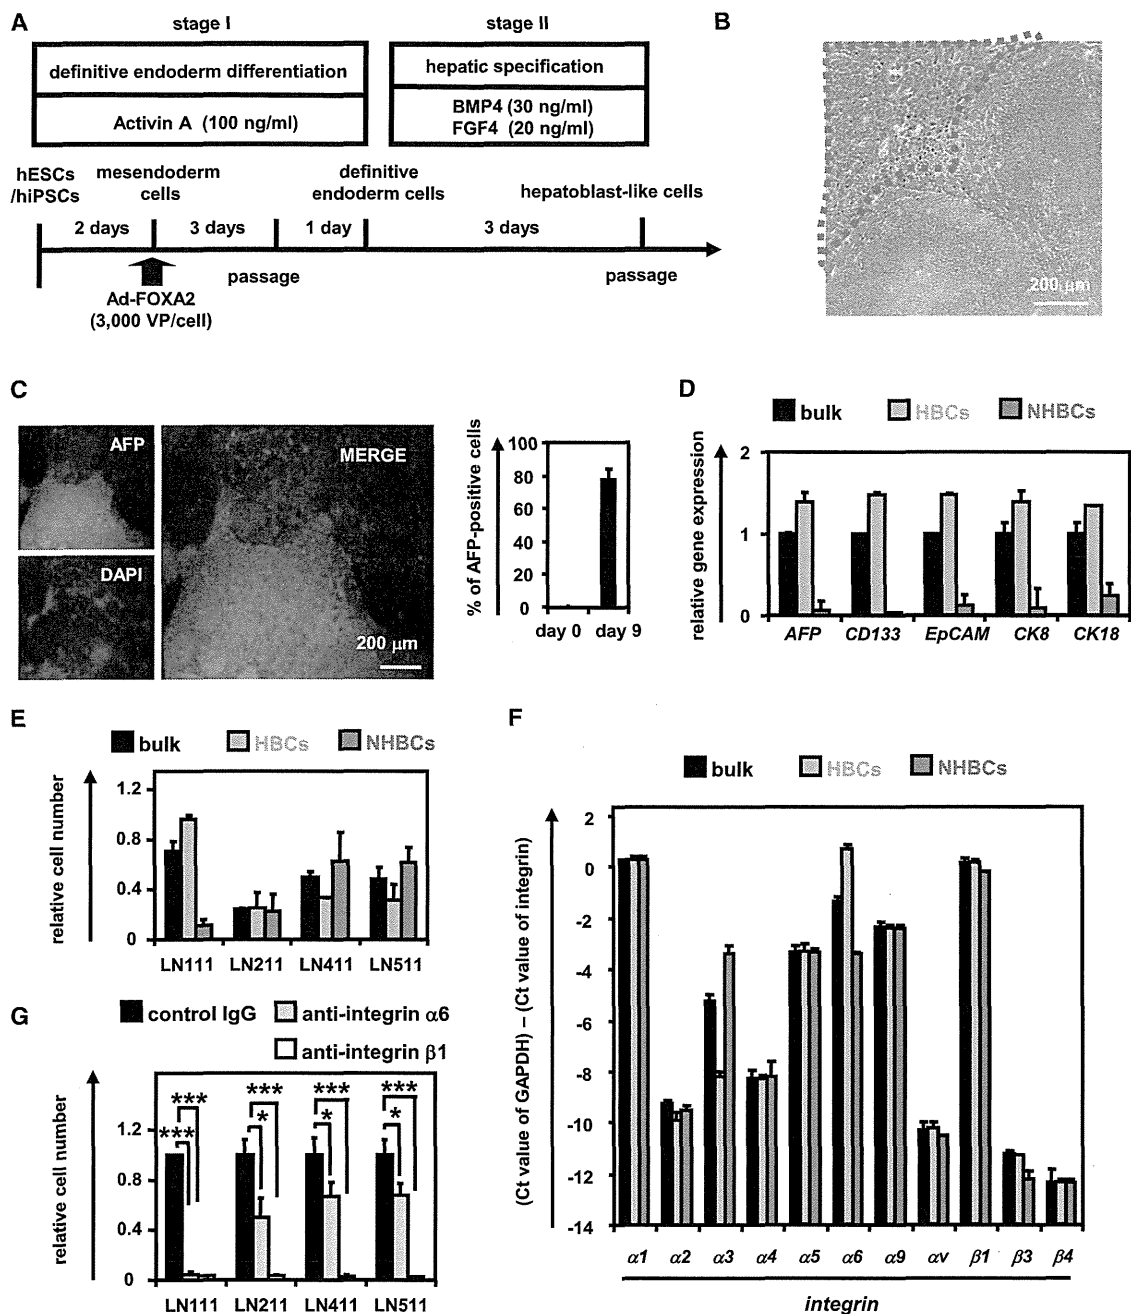 A
stage I
stage II
definitive endoderm differentiation
Activin A (100 ng/ml)
hepatic specification
BMP4 (30 ng/ml)
FGF4 (20 ng/ml)
hESCs
/hiPSCs
mesendoderm
cells
definitive
endoderm cells
hepatoblast-like cells
2 days
3 days
1 day
3 days
passage
passage
Ad-FOXA2
(3,000 VP/cell)
B
200 µm
C
AFP
DAPI
MERGE
200 µm
% of AFP-positive cells
100
80
60
40
20
0
day 0
day 9
D
bulk
HBCs
NHBCs
relative gene expression
2
1
0
AFP
CD133
EpCAM
CK8
CK18
E
bulk
HBCs
NHBCs
relative cell number
1.2
0.8
0.4
0
LN111
LN211
LN411
LN511
F
bulk
HBCs
NHBCs
(Ct value of GAPDH) – (Ct value of integrin)
2
0
-2
-4
-6
-8
-10
-12
-14
α1
α2
α3
α4
α5
α6
α9
αv
β1
β3
β4
integrin
G
control IgG
anti-integrin α6
anti-integrin β1
relative cell number
1.2
0.8
0.4
0
***
***
***
*
***
*
***
*
LN111
LN211
LN411
LN511